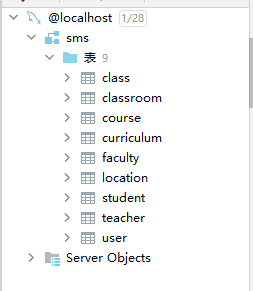 @localhost 1/28
sms
表 9
class
classroom
course
curriculum
faculty
location
student
teacher
user
Server Objects